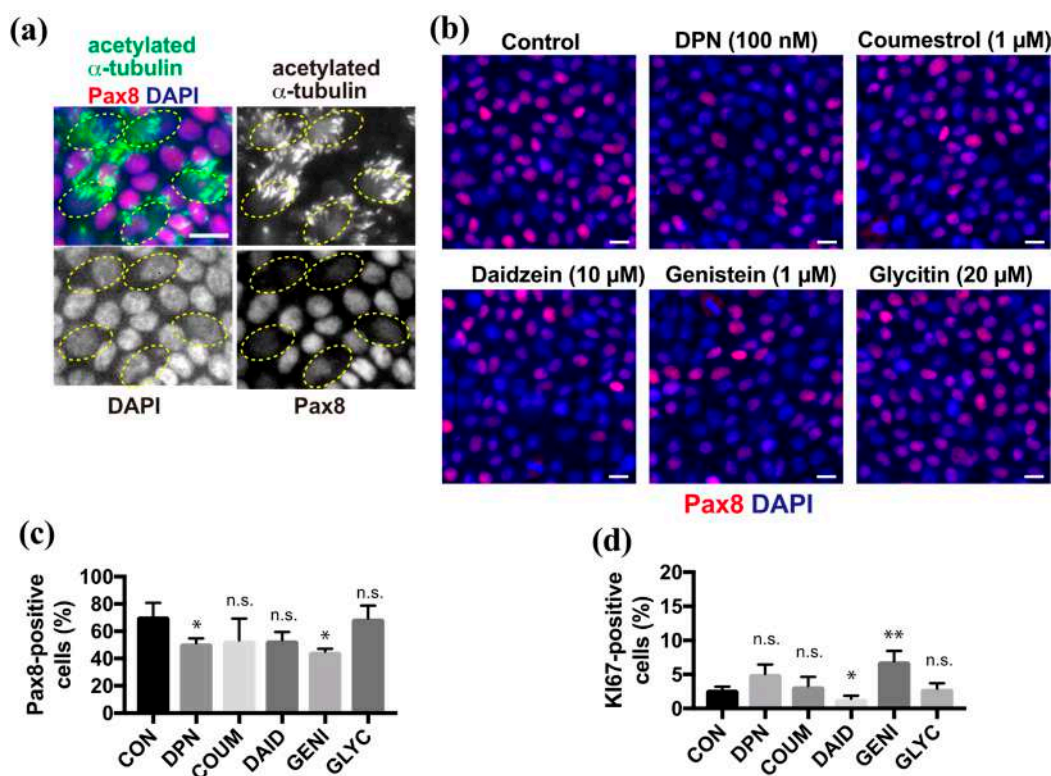 (a)
acetylated
α-tubulin
Pax8 DAPI
acetylated
α-tubulin
DAPI
Pax8
(b)
Control
DPN (100 nM)
Coumestrol (1 μM)
Daidzein (10 μM)
Genistein (1 μM)
Glycitin (20 μM)
Pax8 DAPI
(c)
Pax8-positive
cells (%)
100
80
60
40
20
0
*
n.s.
n.s.
*
n.s.
CON
DPN
COUM
DAID
GENI
GLYC
(d)
KI67-positive
cells (%)
20
15
10
5
0
n.s.
n.s.
*
**
n.s.
CON
DPN
COUM
DAID
GENI
GLYC